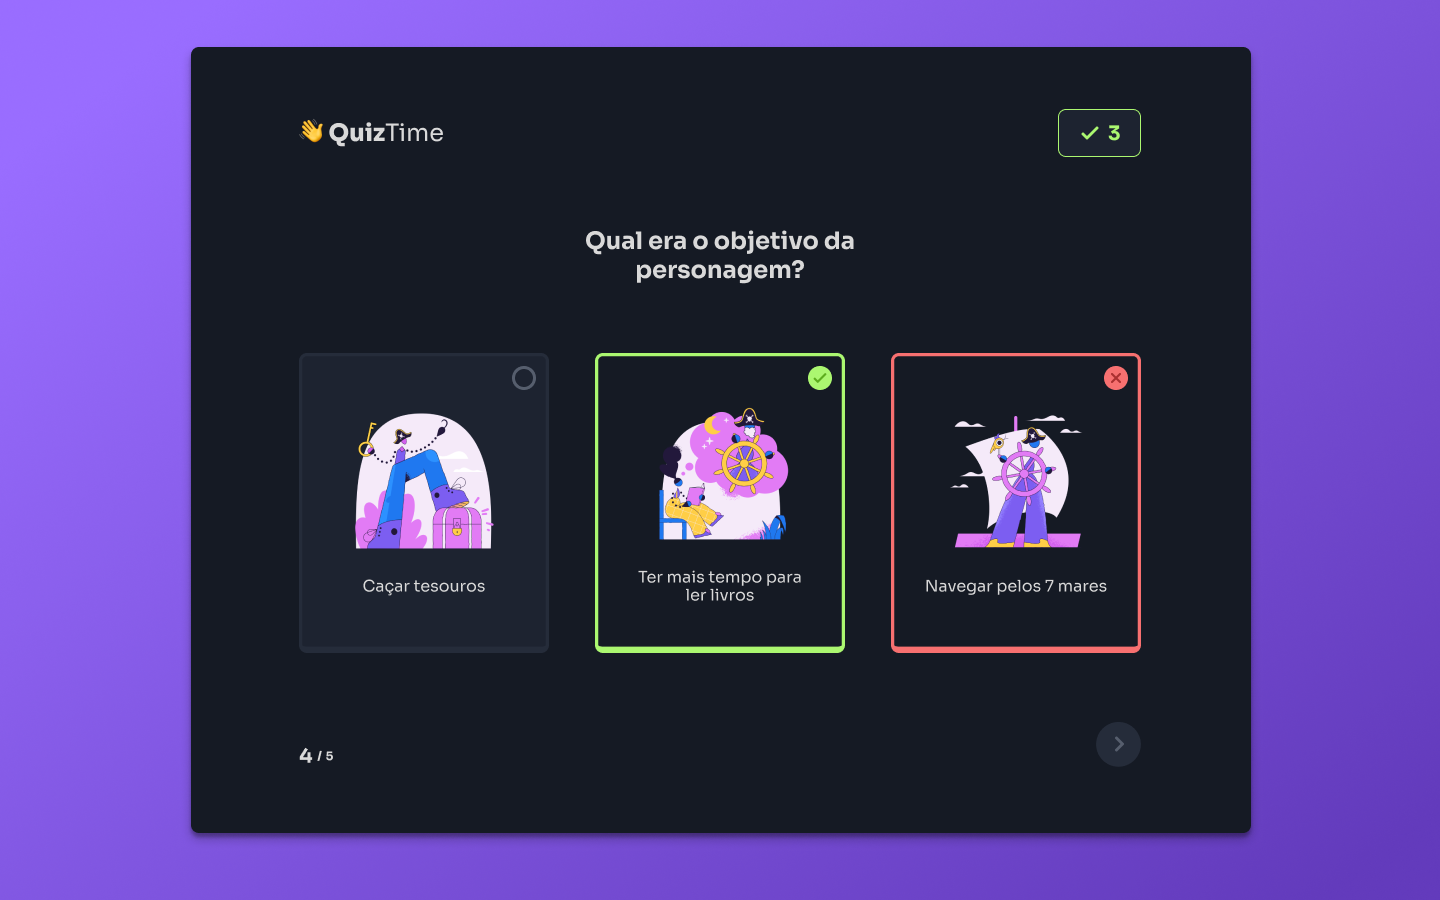 👋 QuizTime
3
Qual era o objetivo da
personagem?
Caçar tesouros
Ter mais tempo para
ler livros
Navegar pelos 7 mares
4 / 5